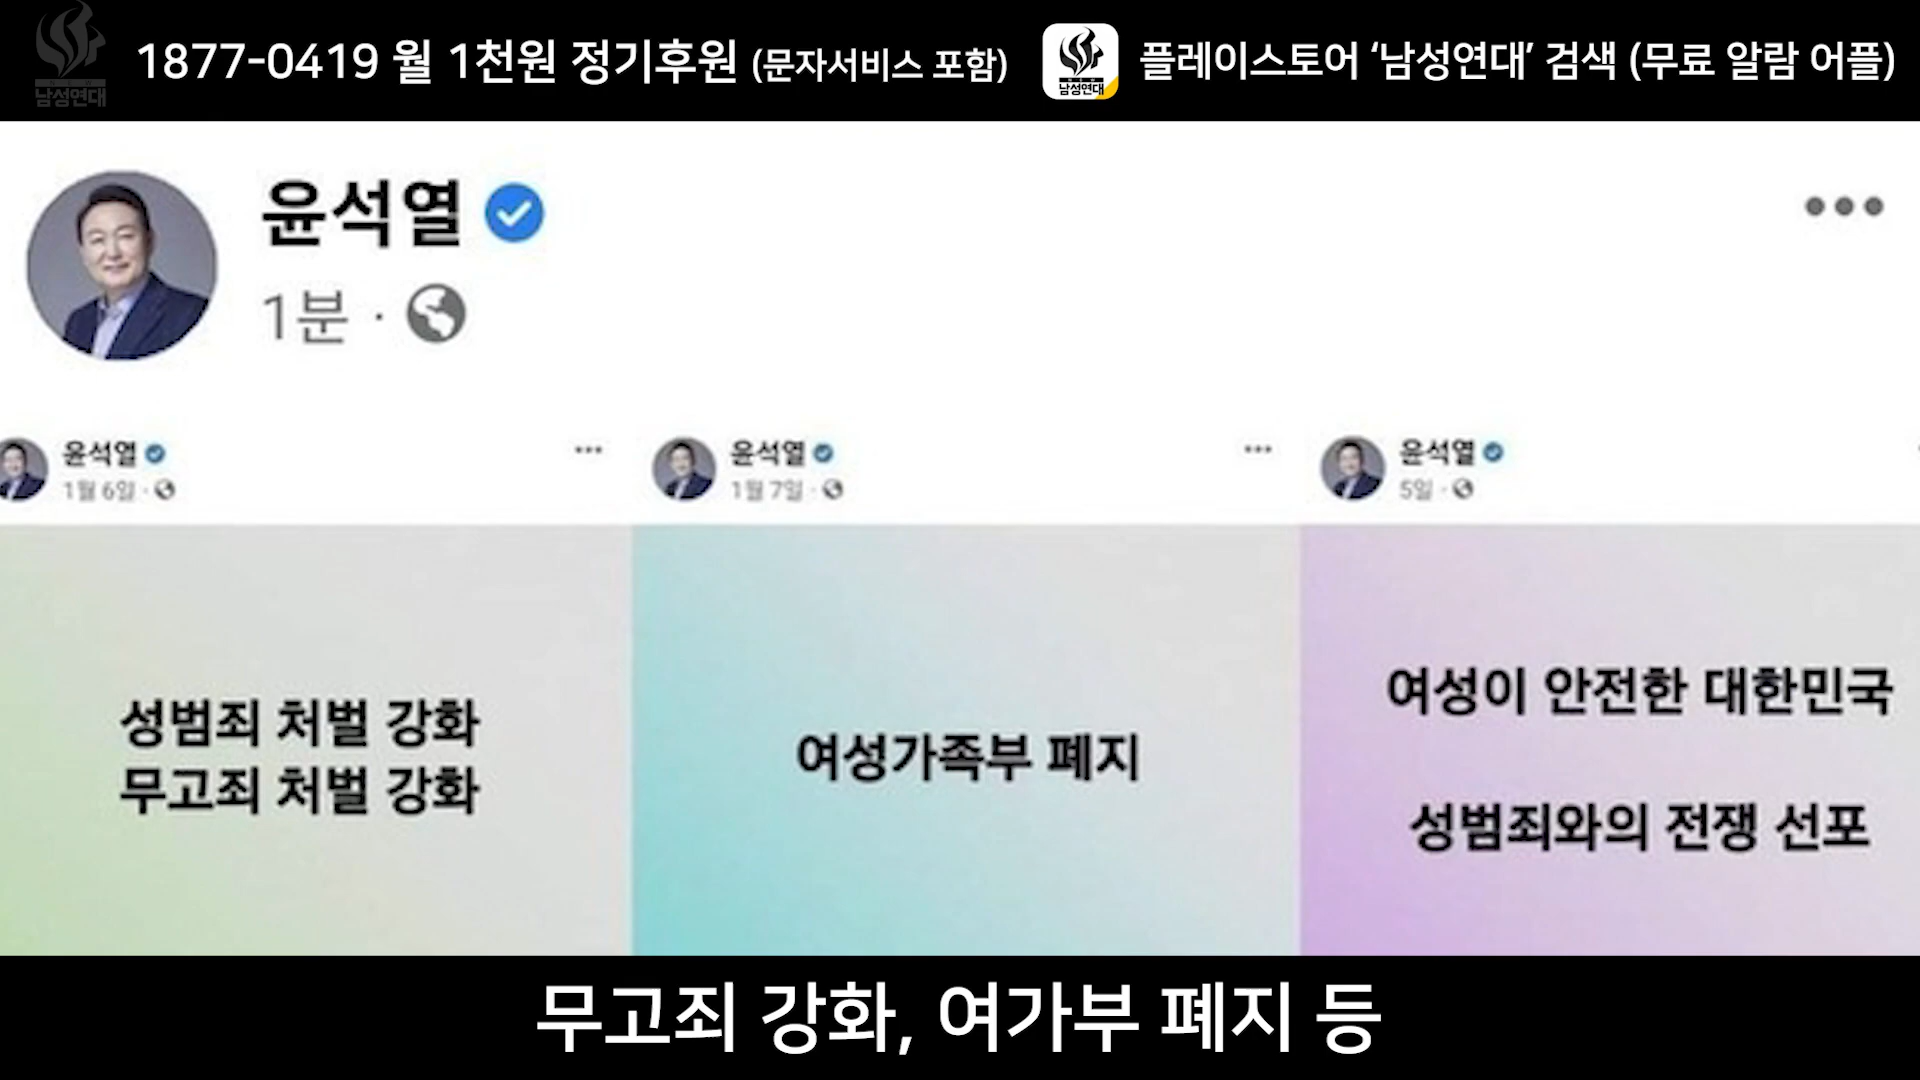 남성연대
1877-0419 월 1천원 정기후원 (문자서비스 포함)
NEW
남성연대
플레이스토어 ‘남성연대’ 검색 (무료 알람 어플)
윤석열
1분 ·
윤석열
1월 6일 ·
성범죄 처벌 강화
무고죄 처벌 강화
윤석열
1월 7일 ·
여성가족부 폐지
윤석열
5일 ·
여성이 안전한 대한민국
성범죄와의 전쟁 선포
무고죄 강화, 여가부 폐지 등